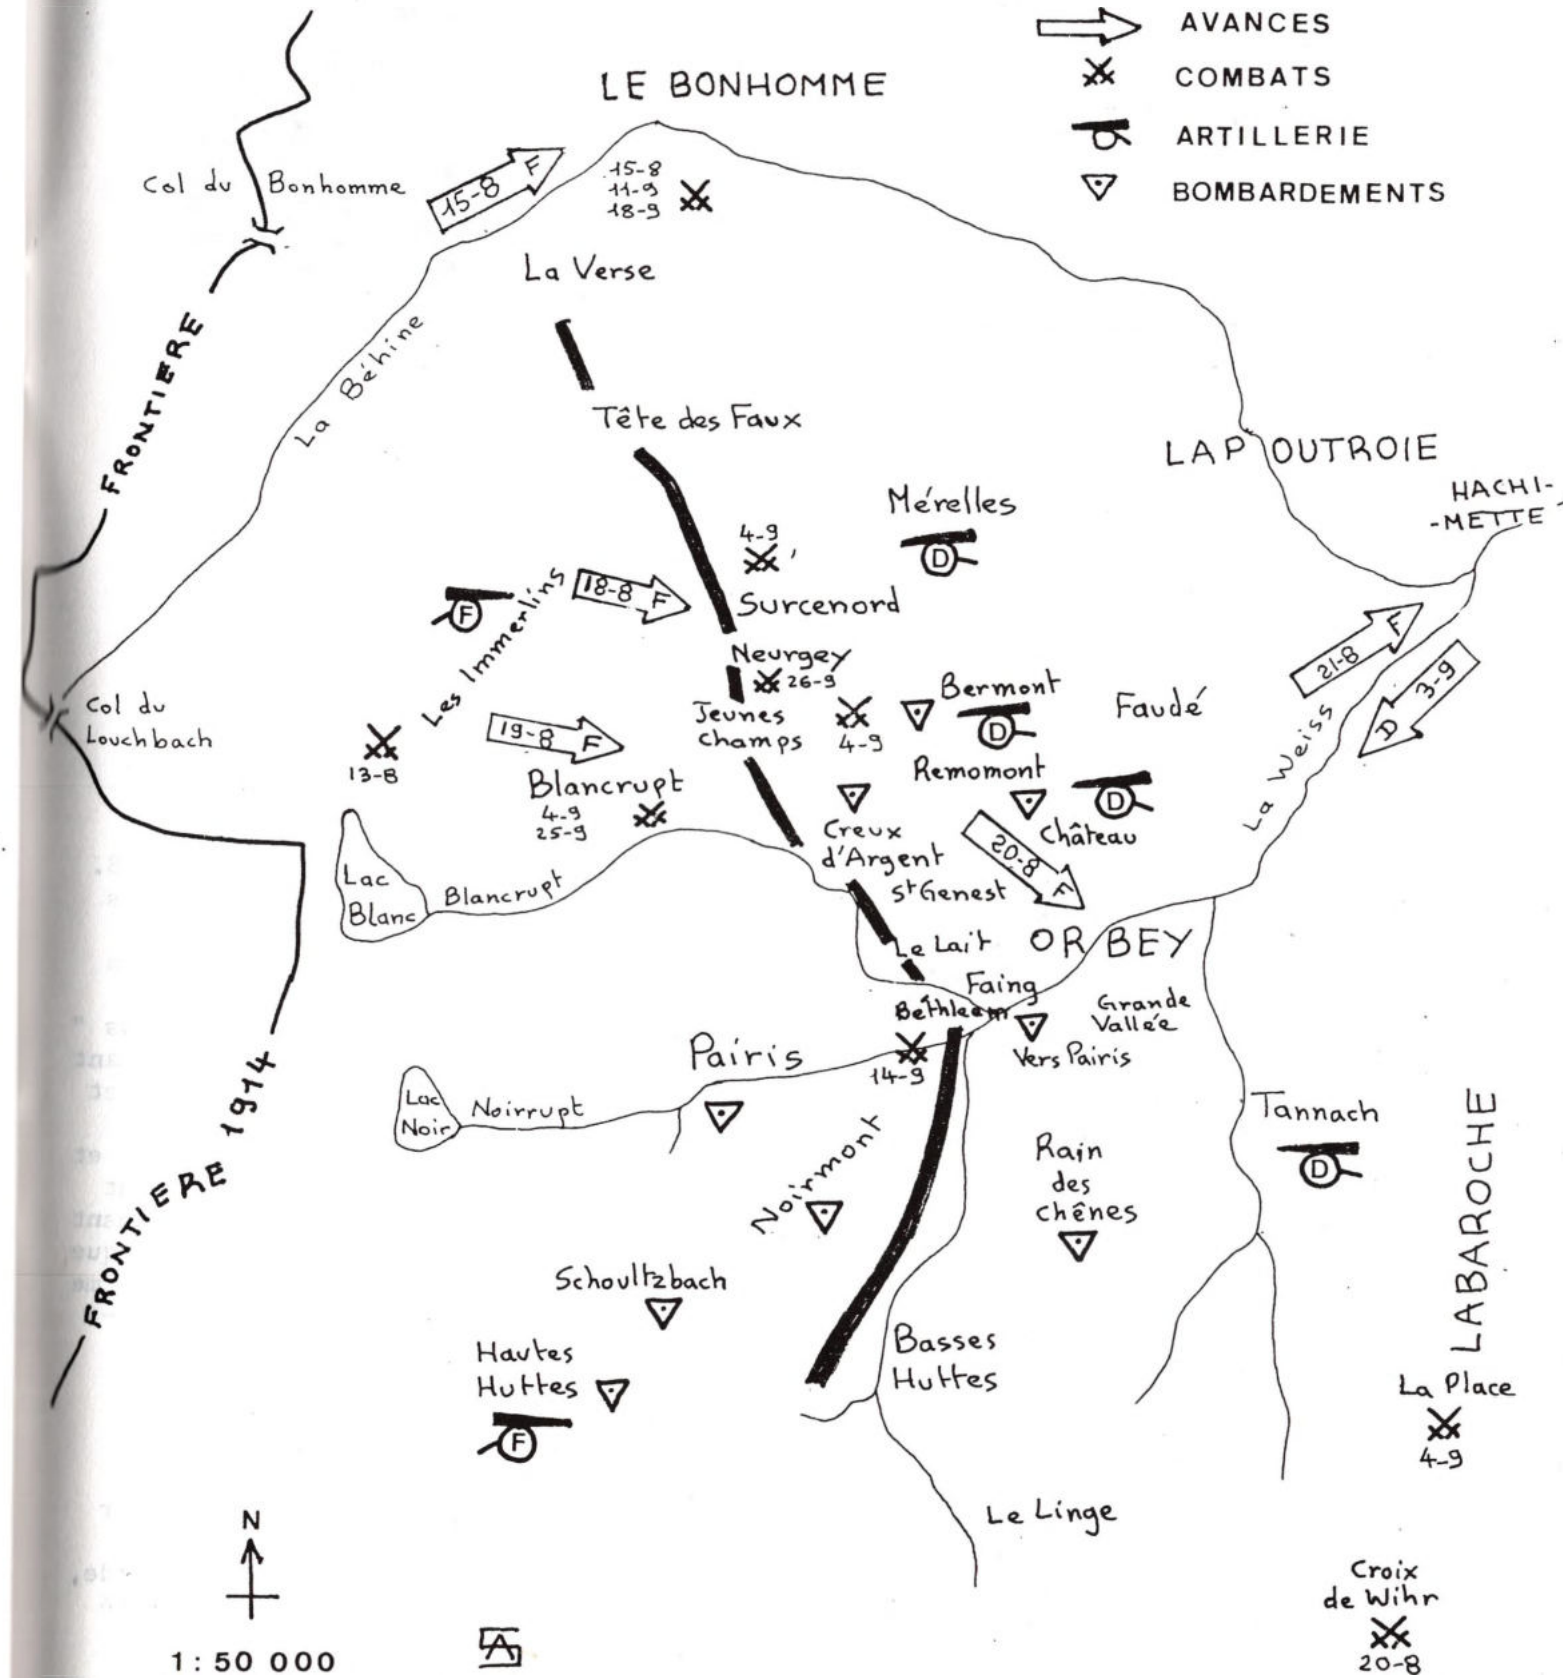 AVANCES
COMBATS
ARTILLERIE
BOMBARDEMENTS
LE BONHOMME
Col du Bonhomme
15-8 F
15-8
11-9
18-9
La Verse
FRONTIERE
La Béhine
Tête des Faux
LAPOUTROIE
HACHI-
-METTE
Mérelles
D
4-9
Les Immerlins
F
18-8 F
Surcenord
Neurgey
26-9
Jeunes
champs
4-9
Bermont
D
Faudé
21-8 F
3-9 D
La Weiss
Col du
Louchbach
13-8
19-8 F
Blancrupt
4-9
25-9
Remomont
D
Château
Creux
d'Argent
20-8 F
St Genest
Lac
Blanc
Blancrupt
Le Lait
ORBEY
Faing
Bethleem
Grande
Vallée
Vers Pairis
14-9
Pairis
Lac
Noir
Noirrupt
FRONTIERE 1914
Tannach
D
Noirmont
Rain
des
chênes
LABAROCHE
Schoultzbach
Hautes
Huttes
F
Basses
Huttes
La Place
4-9
Le Linge
Croix
de Wihr
20-8
N
1: 50 000